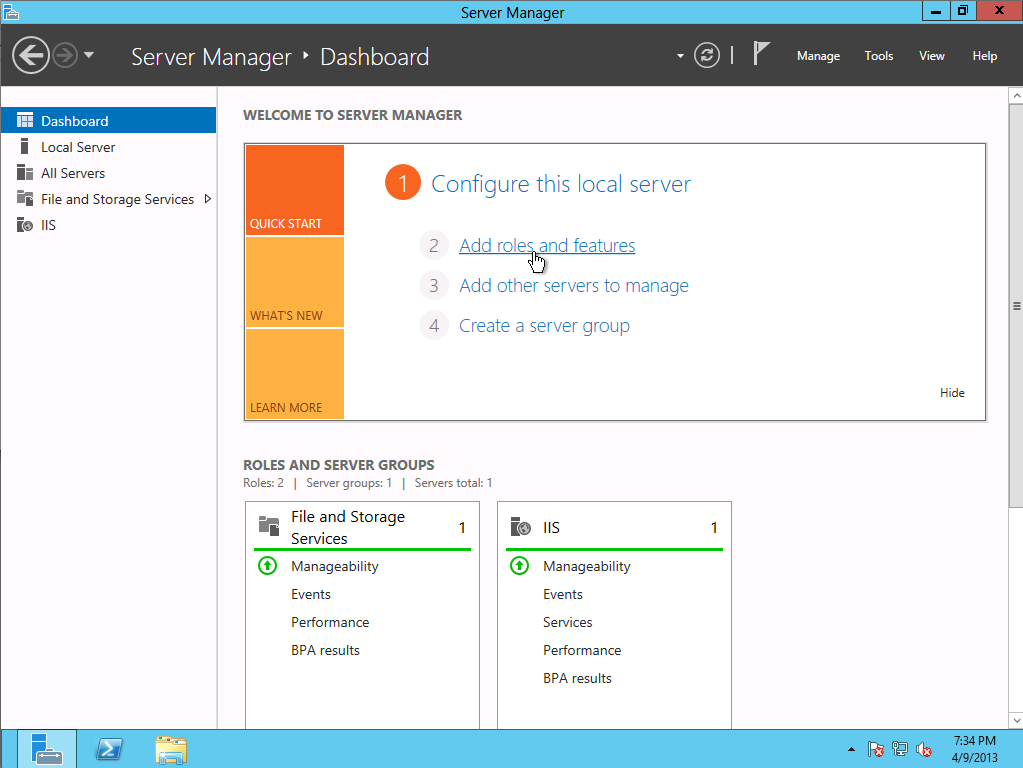 Server Manager
Server Manager ‣ Dashboard
Manage Tools View Help
Dashboard
Local Server
All Servers
File and Storage Services
IIS
WELCOME TO SERVER MANAGER
QUICK START
WHAT'S NEW
LEARN MORE
1 Configure this local server
2 Add roles and features
3 Add other servers to manage
4 Create a server group
Hide
ROLES AND SERVER GROUPS
Roles: 2 | Server groups: 1 | Servers total: 1
File and Storage
Services
1
Manageability
Events
Performance
BPA results
IIS 1
Manageability
Events
Services
Performance
BPA results
7:34 PM
4/9/2013